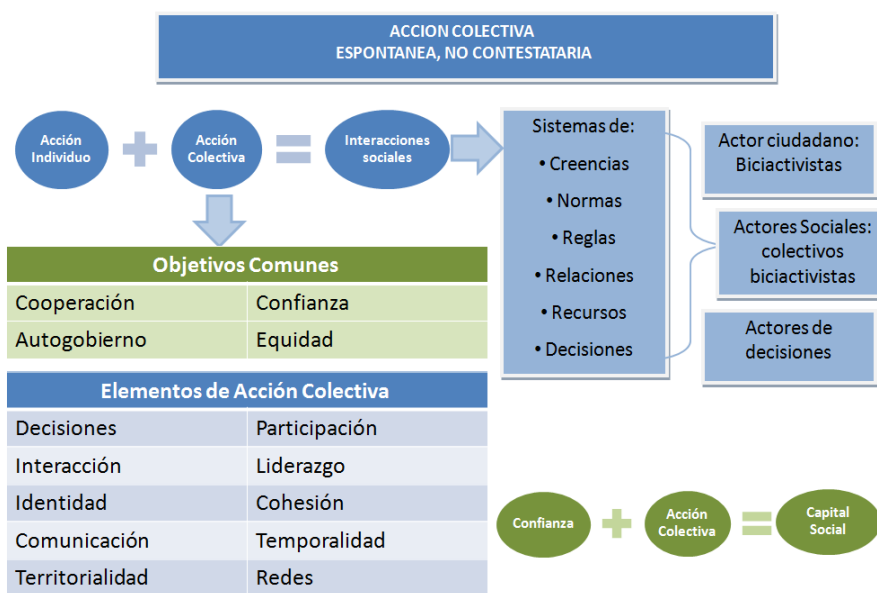 ACCION COLECTIVA
ESPONTANEA, NO CONTESTATARIA
Acción
Individuo
Acción
Colectiva
Interacciones
sociales
Sistemas de:
• Creencias
• Normas
• Reglas
• Relaciones
• Recursos
• Decisiones
Actor ciudadano:
Biciactivistas
Actores Sociales:
colectivos
biciactivistas
Actores de
decisiones
Objetivos Comunes
Cooperación Confianza
Autogobierno Equidad
Elementos de Acción Colectiva
Decisiones Participación
Interacción Liderazgo
Identidad Cohesión
Comunicación Temporalidad
Territorialidad Redes
Confianza
Acción
Colectiva
Capital
Social